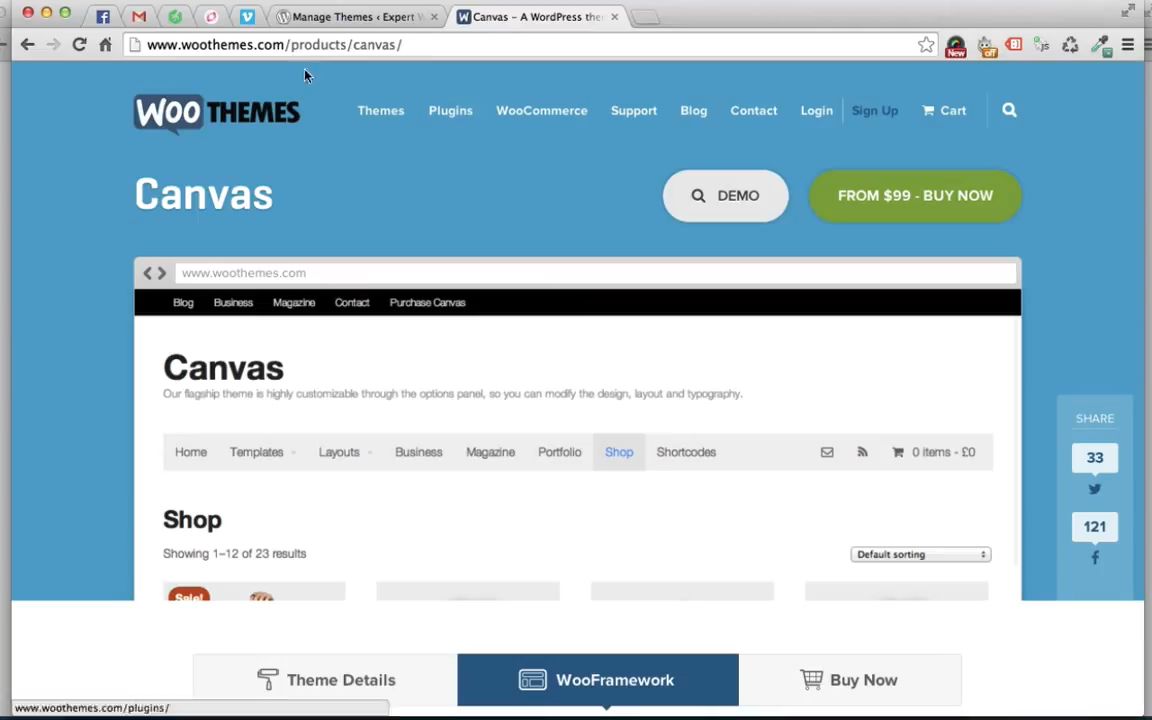 Manage Themes ‹ Expert W
Canvas – A WordPress the
www.woothemes.com/products/canvas/
New
off
js
WOO THEMES
Themes Plugins WooCommerce Support Blog Contact Login Sign Up Cart
Canvas
DEMO
FROM $99 - BUY NOW
www.woothemes.com
Blog Business Magazine Contact Purchase Canvas
Canvas
Our flagship theme is highly customizable through the options panel, so you can modify the design, layout and typography.
Home Templates Layouts Business Magazine Portfolio Shop Shortcodes 0 items - £0
Shop
Showing 1–12 of 23 results
Default sorting
Sale!
SHARE
33
121
Theme Details
WooFramework
Buy Now
www.woothemes.com/plugins/